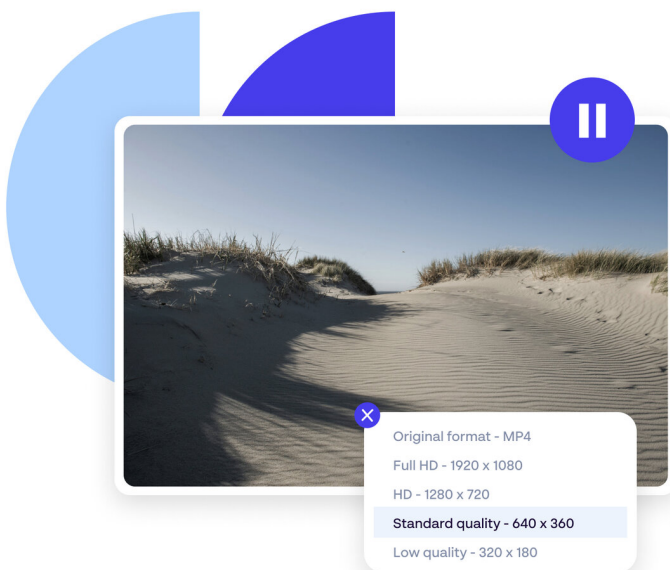 Original format - MP4
Full HD - 1920 x 1080
HD - 1280 x 720
Standard quality - 640 x 360
Low quality - 320 x 180